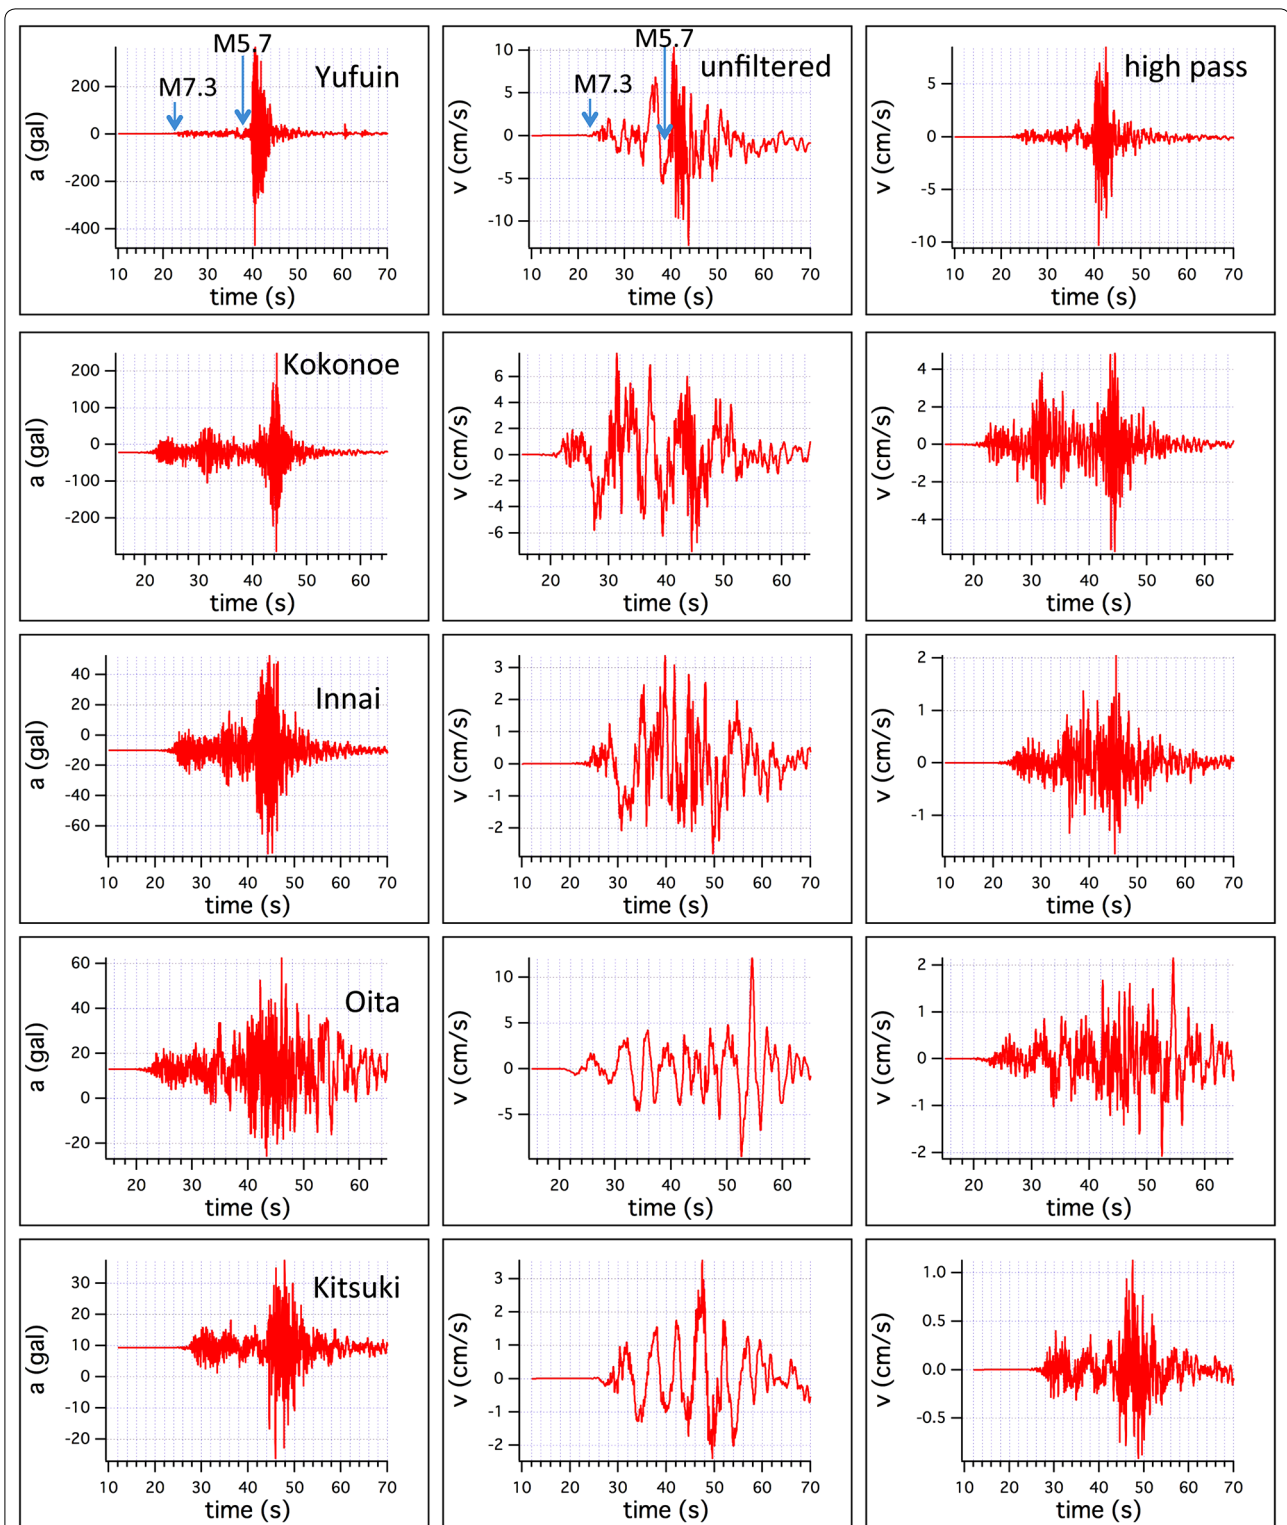 M5.7
M7.3
Yufuin
a (gal)
200
0
-200
-400
10 20 30 40 50 60 70
time (s)
M5.7
M7.3
unfiltered
v (cm/s)
10
5
0
-5
-10
10 20 30 40 50 60 70
time (s)
high pass
v (cm/s)
5
0
-5
-10
10 20 30 40 50 60 70
time (s)
Kokonoe
a (gal)
200
100
0
-100
-200
20 30 40 50 60
time (s)
v (cm/s)
6
4
2
0
-2
-4
-6
20 30 40 50 60
time (s)
v (cm/s)
4
2
0
-2
-4
20 30 40 50 60
time (s)
Innai
a (gal)
40
20
0
-20
-40
-60
10 20 30 40 50 60 70
time (s)
v (cm/s)
3
2
1
0
-1
-2
10 20 30 40 50 60 70
time (s)
v (cm/s)
2
1
0
-1
10 20 30 40 50 60 70
time (s)
Oita
a (gal)
60
40
20
0
-20
20 30 40 50 60
time (s)
v (cm/s)
10
5
0
-5
20 30 40 50 60
time (s)
v (cm/s)
2
1
0
-1
-2
20 30 40 50 60
time (s)
Kitsuki
a (gal)
30
20
10
0
-10
-20
10 20 30 40 50 60 70
time (s)
v (cm/s)
3
2
1
0
-1
-2
10 20 30 40 50 60 70
time (s)
v (cm/s)
1.0
0.5
0.0
-0.5
10 20 30 40 50 60 70
time (s)